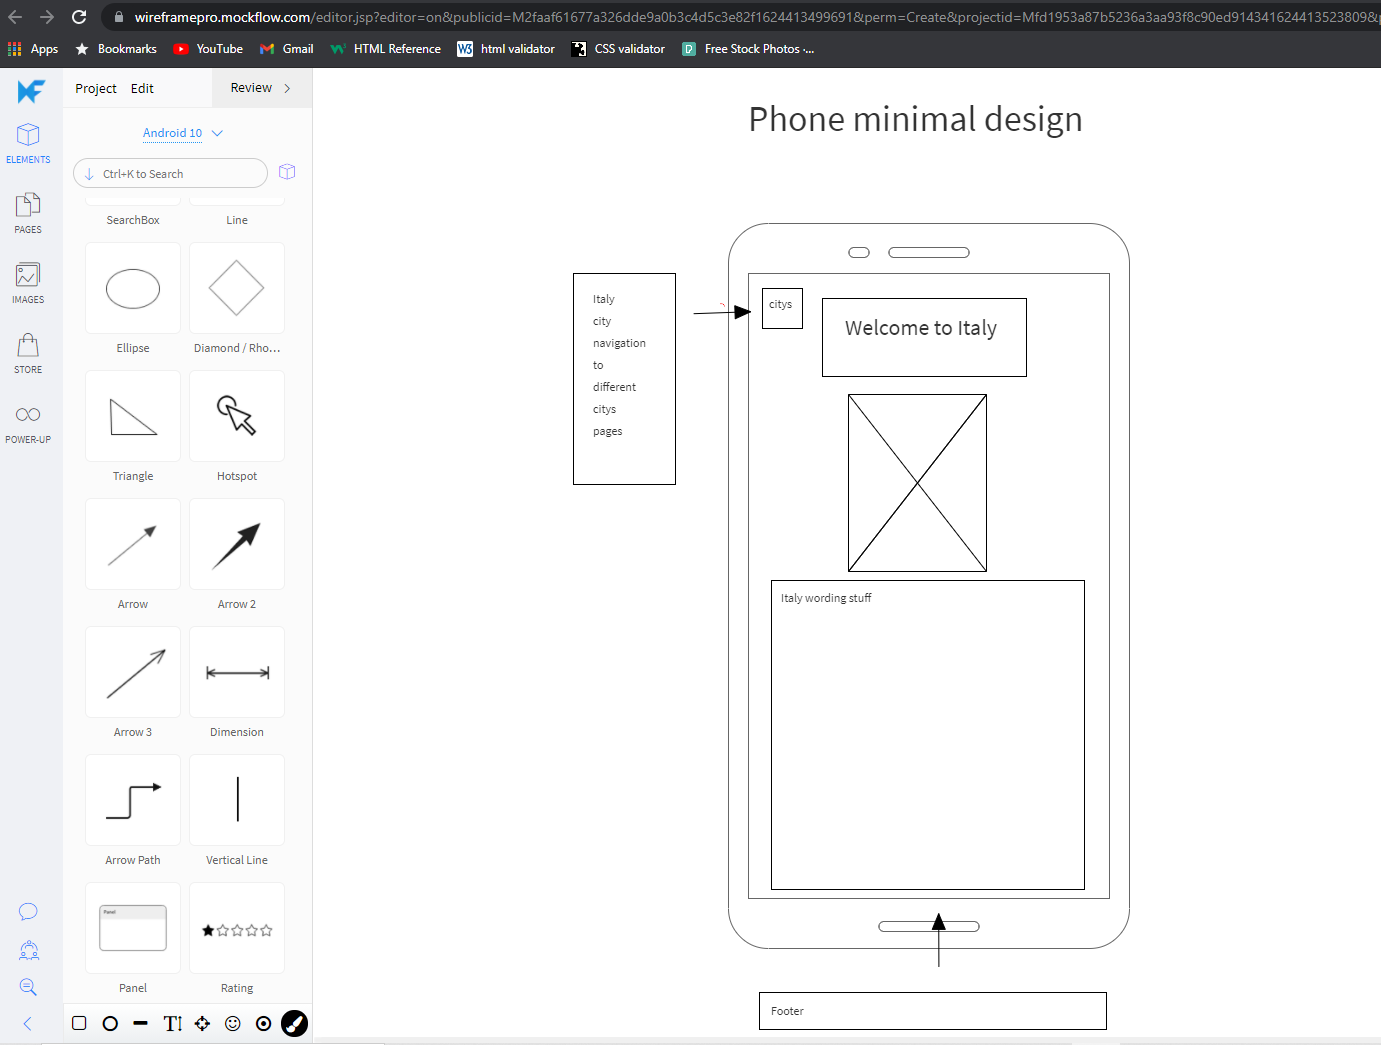 wireframepro.mockflow.com/editor.jsp?editor=on&publicid=M2faaf61677a326dde9a0b3c4d5c3e82f1624413499691&perm=Create&projectid=Mfd1953a87b5236a3aa93f8c90ed914341624413523809&
Apps Bookmarks YouTube Gmail HTML Reference html validator CSS validator Free Stock Photos ·...
Project Edit Review
Android 10
Ctrl+K to Search
ELEMENTS
PAGES
IMAGES
STORE
POWER-UP
SearchBox Line
Ellipse Diamond / Rho...
Triangle Hotspot
Arrow Arrow 2
Arrow 3 Dimension
Arrow Path Vertical Line
Panel
Panel Rating
Phone minimal design
Italy
city
navigation
to
different
citys
pages
citys
Welcome to Italy
Italy wording stuff
Footer